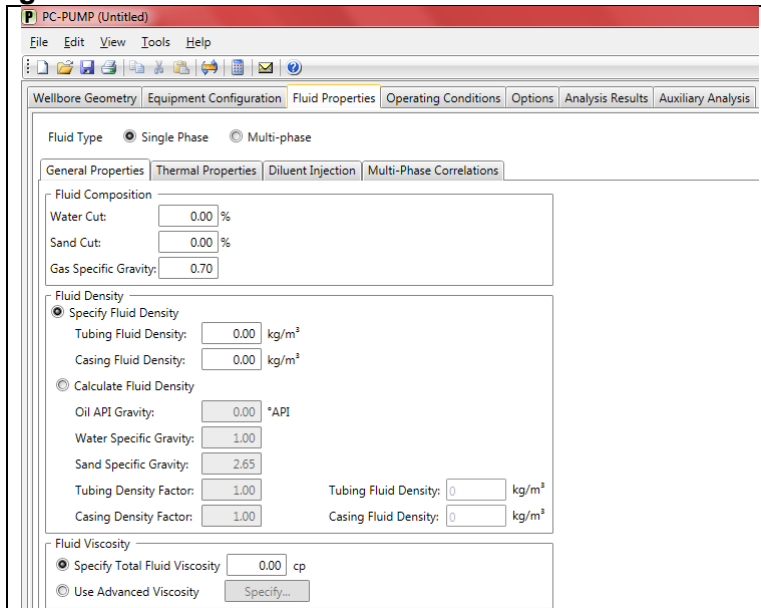 PC-PUMP (Untitled)
File Edit View Tools Help
Wellbore Geometry Equipment Configuration Fluid Properties Operating Conditions Options Analysis Results Auxiliary Analysis
Fluid Type Single Phase Multi-phase
General Properties Thermal Properties Diluent Injection Multi-Phase Correlations
Fluid Composition
Water Cut: 0.00 %
Sand Cut: 0.00 %
Gas Specific Gravity: 0.70
Fluid Density
Specify Fluid Density
Tubing Fluid Density: 0.00 kg/m³
Casing Fluid Density: 0.00 kg/m³
Calculate Fluid Density
Oil API Gravity: 0.00 °API
Water Specific Gravity: 1.00
Sand Specific Gravity: 2.65
Tubing Density Factor: 1.00 Tubing Fluid Density: 0 kg/m³
Casing Density Factor: 1.00 Casing Fluid Density: 0 kg/m³
Fluid Viscosity
Specify Total Fluid Viscosity 0.00 cp
Use Advanced Viscosity Specify...